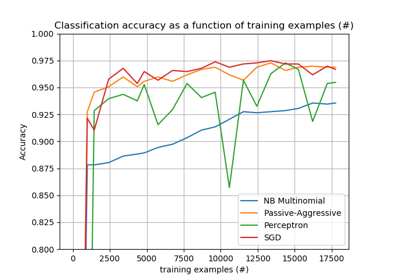 Classification accuracy as a function of training examples (#)
1.000
0.975
0.950
0.925
0.900
0.875
0.850
0.825
0.800
Accuracy
NB Multinomial
Passive-Aggressive
Perceptron
SGD
0 2500 5000 7500 10000 12500 15000 17500
training examples (#)